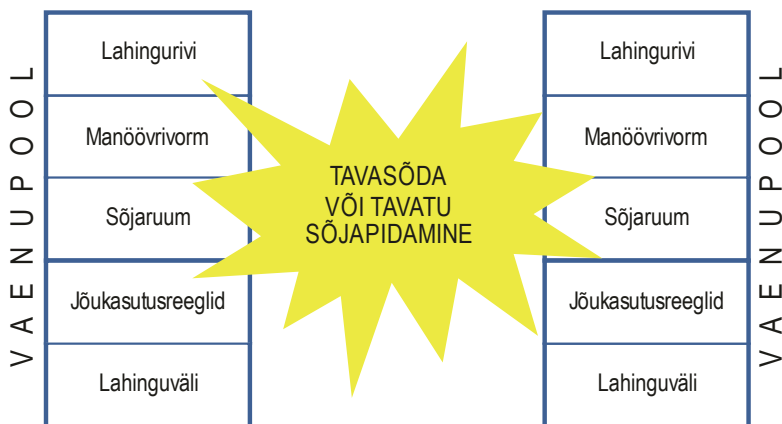 VAENUPOOL
Lahingurivi
Manöövrivorm
Sõjaruum
Jõukasutusreeglid
Lahinguväli
TAVASÕDA
VÕI TAVATU
SÕJAPIDAMINE
Lahingurivi
Manöövrivorm
Sõjaruum
Jõukasutusreeglid
Lahinguväli
VAENUPOOL